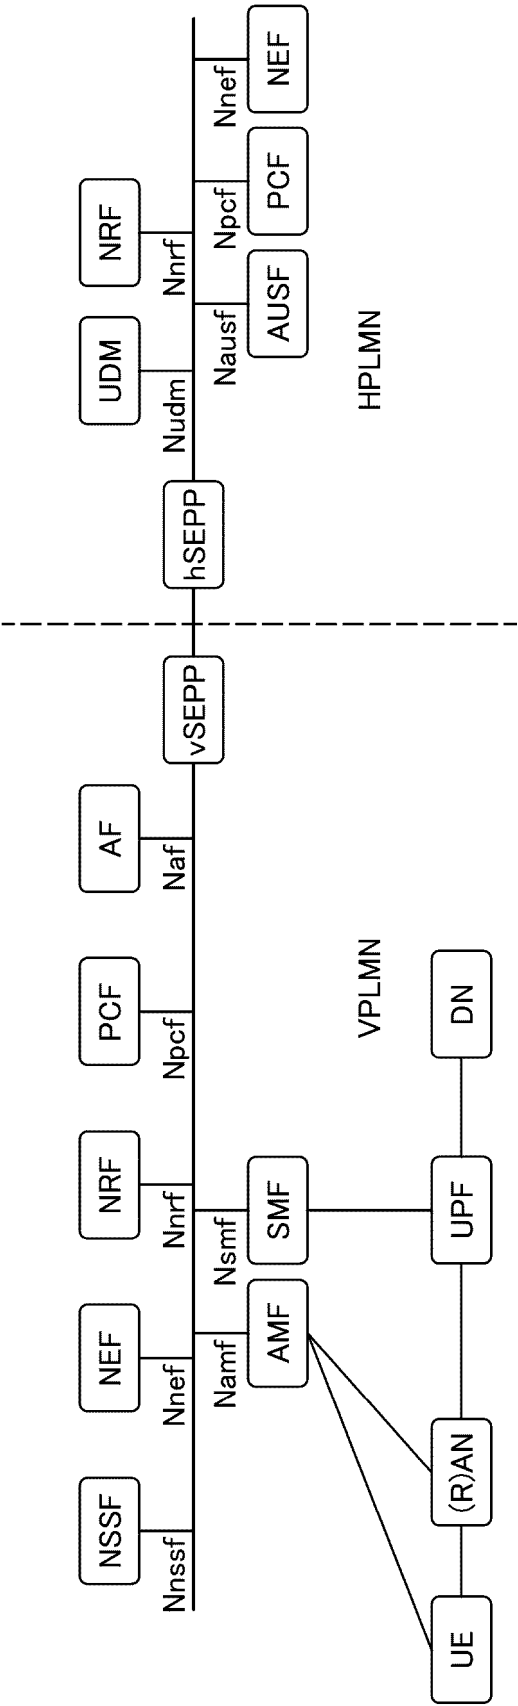 NSSF
NEF
NRF
PCF
AF
UDM
NRF
Nnssf
Nnef
Nnrf
Npcf
Naf
Nudm
Nnrf
vSEPP
hSEPP
Namf
Nsmf
Nausf
Npcf
Nnef
AMF
SMF
AUSF
PCF
NEF
VPLMN
HPLMN
UE
(R)AN
UPF
DN